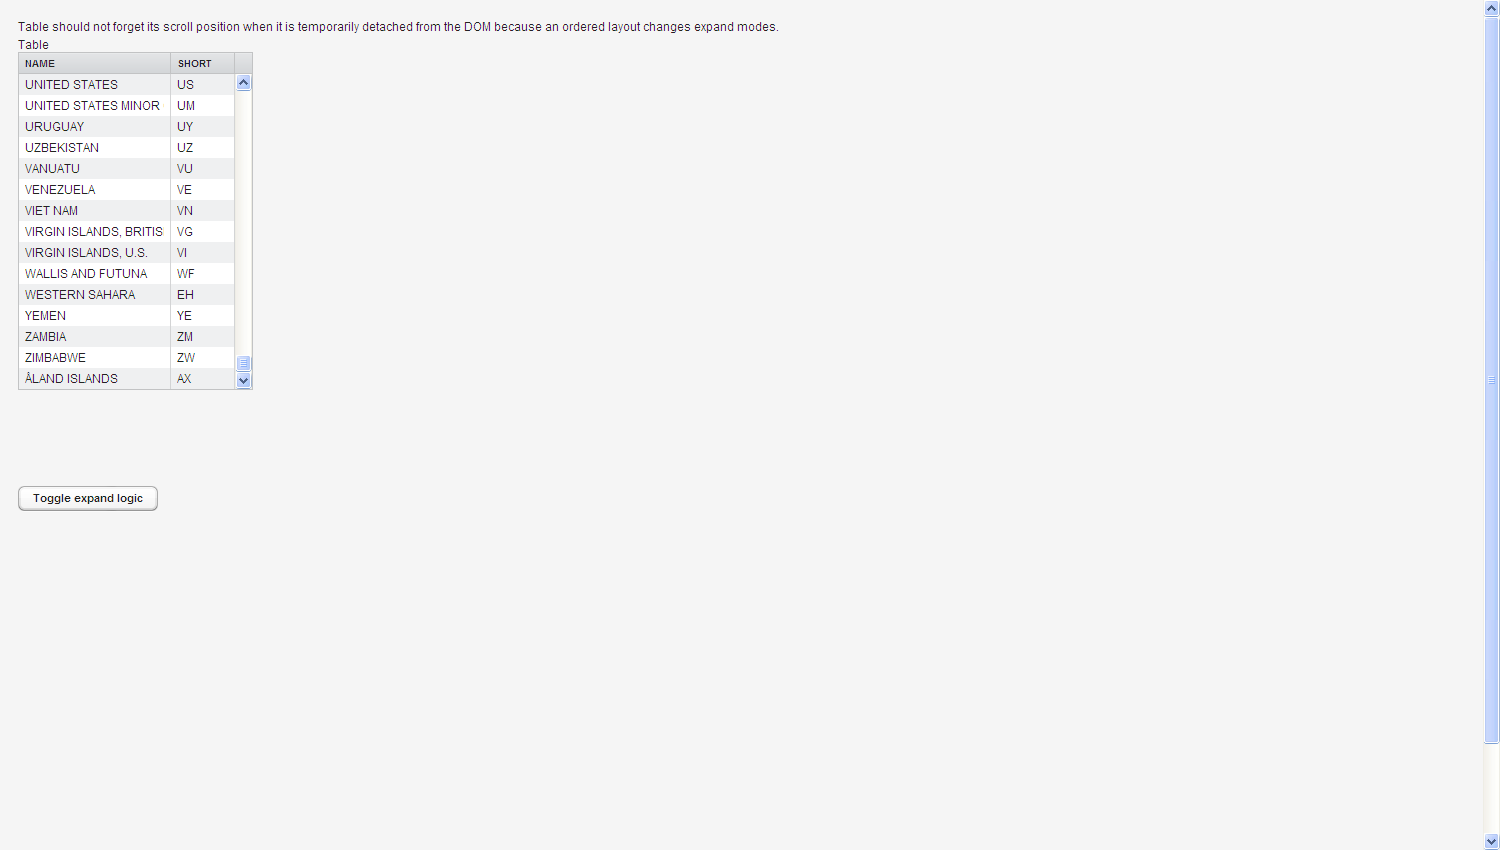 Table should not forget its scroll position when it is temporarily detached from the DOM because an ordered layout changes expand modes.
Table
NAME SHORT
UNITED STATES US
UNITED STATES MINOR UM
URUGUAY UY
UZBEKISTAN UZ
VANUATU VU
VENEZUELA VE
VIET NAM VN
VIRGIN ISLANDS, BRITIS VG
VIRGIN ISLANDS, U.S. VI
WALLIS AND FUTUNA WF
WESTERN SAHARA EH
YEMEN YE
ZAMBIA ZM
ZIMBABWE ZW
ÅLAND ISLANDS AX
Toggle expand logic